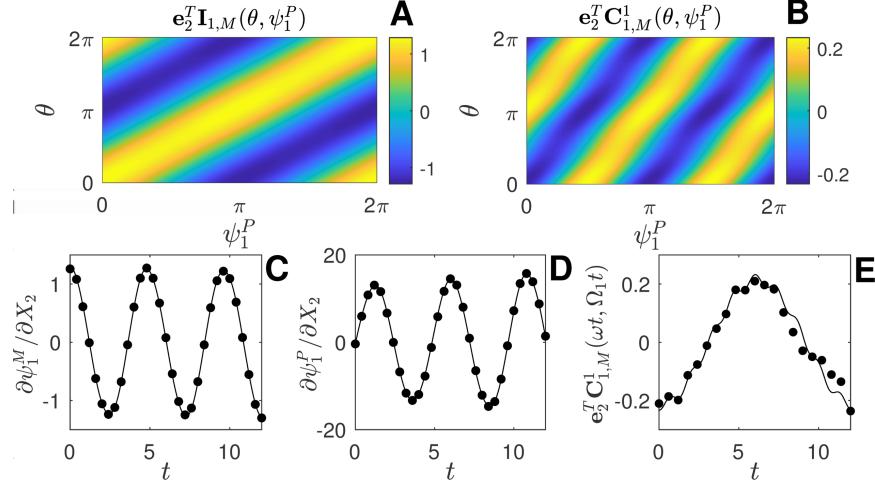 e₂ᵀI₁,M(θ, ψ₁ᴾ) A
2π
π
0
θ
0 π 2π
ψ₁ᴾ
1
0
-1
e₂ᵀC¹₁,M(θ, ψ₁ᴾ) B
2π
π
0
θ
0 π 2π
ψ₁ᴾ
0.2
0
-0.2
C
∂ψ₁ᴹ/∂X₂
1
0
-1
0 5 10
t
D
∂ψ₁ᴾ/∂X₂
20
0
-20
0 5 10
t
E
e₂ᵀC¹₁,M(ωt, Ω₁t)
0.2
0
-0.2
0 5 10
t